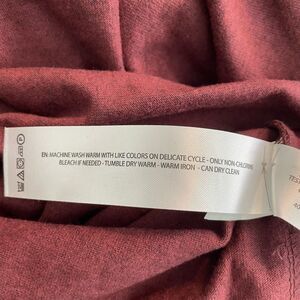 EN: MACHINE WASH WARM WITH LIKE COLORS ON DELICATE CYCLE - ONLY NON-CHLORINE
BLEACH IF NEEDED - TUMBLE DRY WARM - WARM IRON - CAN DRY CLEAN